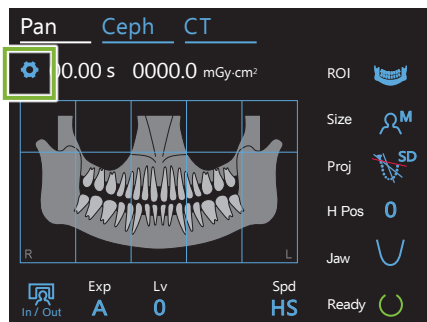 Pan Ceph CT
00.00 s 0000.0 mGy·cm²
ROI
Size M
Proj SD
H Pos 0
R L Jaw
Exp Lv Spd
In / Out A 0 HS Ready